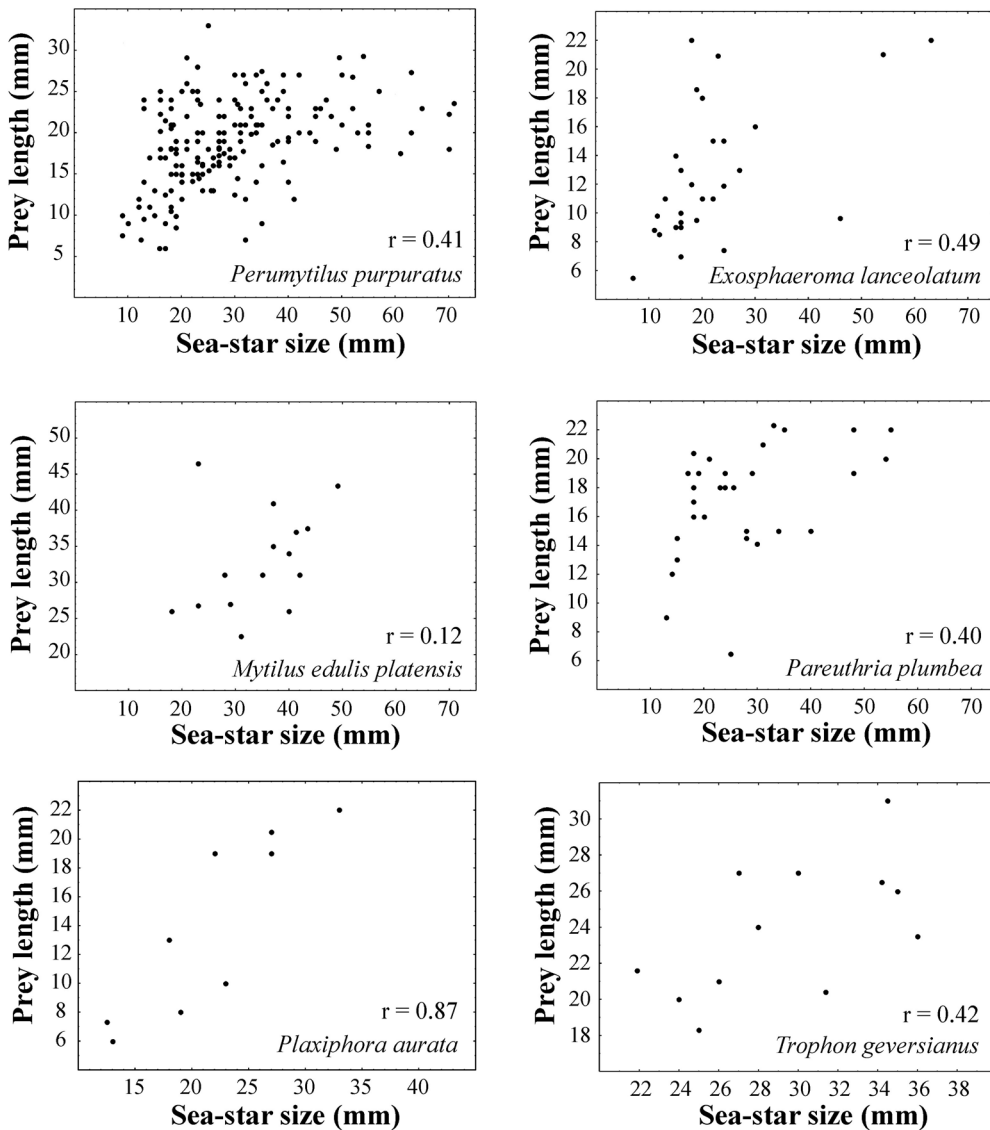 Prey length (mm)
30
25
20
15
10
5
r = 0.41
Perumytilus purpuratus
10 20 30 40 50 60 70
Sea-star size (mm)
Prey length (mm)
22
20
18
16
14
12
10
8
6
r = 0.49
Exosphaeroma lanceolatum
10 20 30 40 50 60 70
Sea-star size (mm)
Prey length (mm)
50
45
40
35
30
25
20
r = 0.12
Mytilus edulis platensis
10 20 30 40 50 60 70
Sea-star size (mm)
Prey length (mm)
22
20
18
16
14
12
10
8
6
r = 0.40
Pareuthria plumbea
10 20 30 40 50 60 70
Sea-star size (mm)
Prey length (mm)
22
20
18
16
14
12
10
8
6
r = 0.87
Plaxiphora aurata
15 20 25 30 35 40
Sea-star size (mm)
Prey length (mm)
30
28
26
24
22
20
18
r = 0.42
Trophon geversianus
22 24 26 28 30 32 34 36 38
Sea-star size (mm)